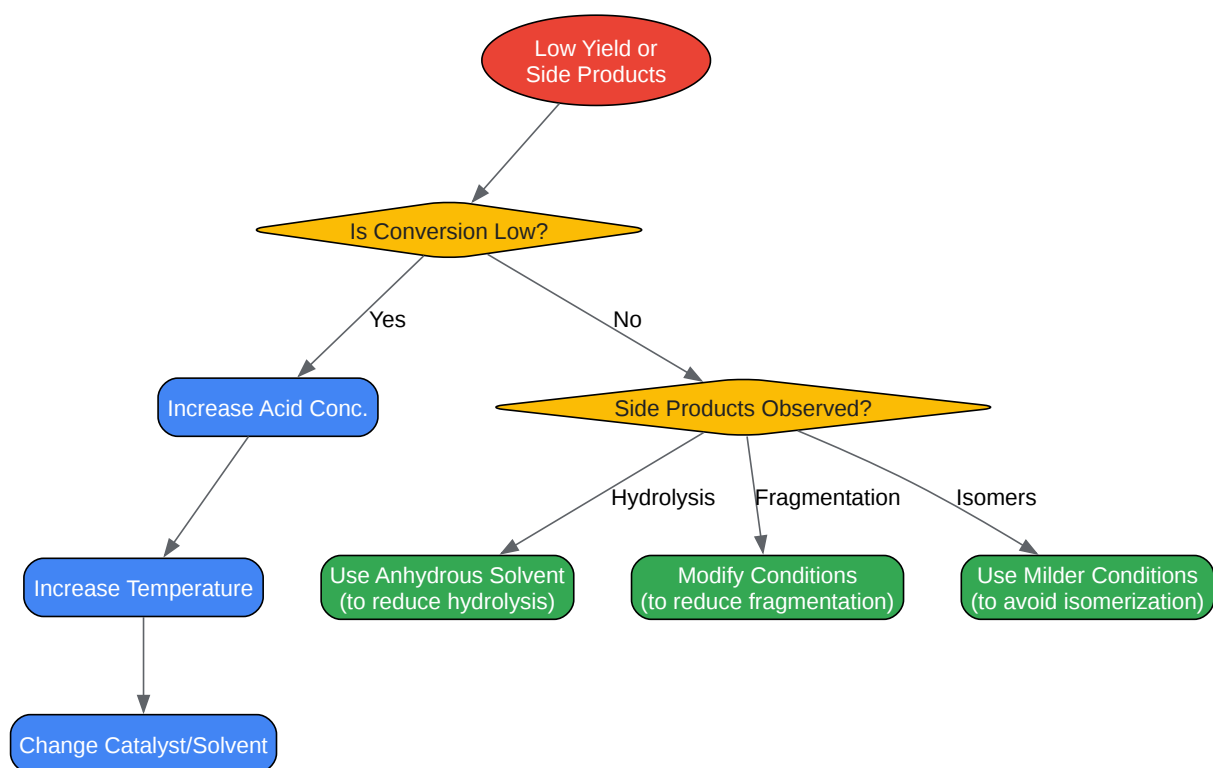 Low Yield or
Side Products
Is Conversion Low?
Yes
No
Increase Acid Conc.
Side Products Observed?
Hydrolysis
Fragmentation
Isomers
Increase Temperature
Use Anhydrous Solvent
(to reduce hydrolysis)
Modify Conditions
(to reduce fragmentation)
Use Milder Conditions
(to avoid isomerization)
Change Catalyst/Solvent